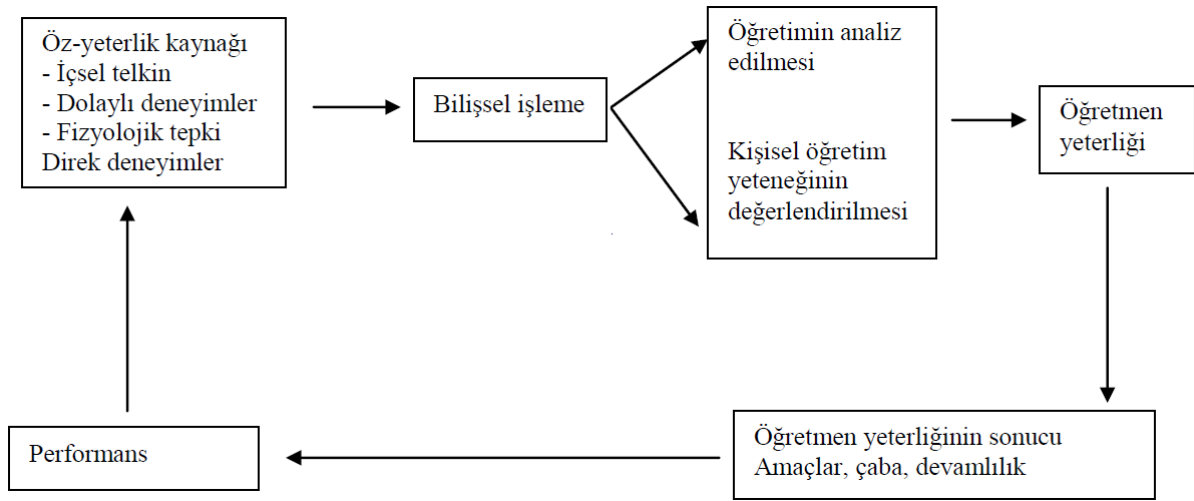 Öz-yeterlik kaynağı
- İçsel telkin
- Dolaylı deneyimler
- Fizyolojik tepki
Direk deneyimler
Bilişsel işleme
Öğretimin analiz
edilmesi
Kişisel öğretim
yeteneğinin
değerlendirilmesi
Öğretmen
yeterliği
Öğretmen yeterliğinin sonucu
Amaçlar, çaba, devamlılık
Performans